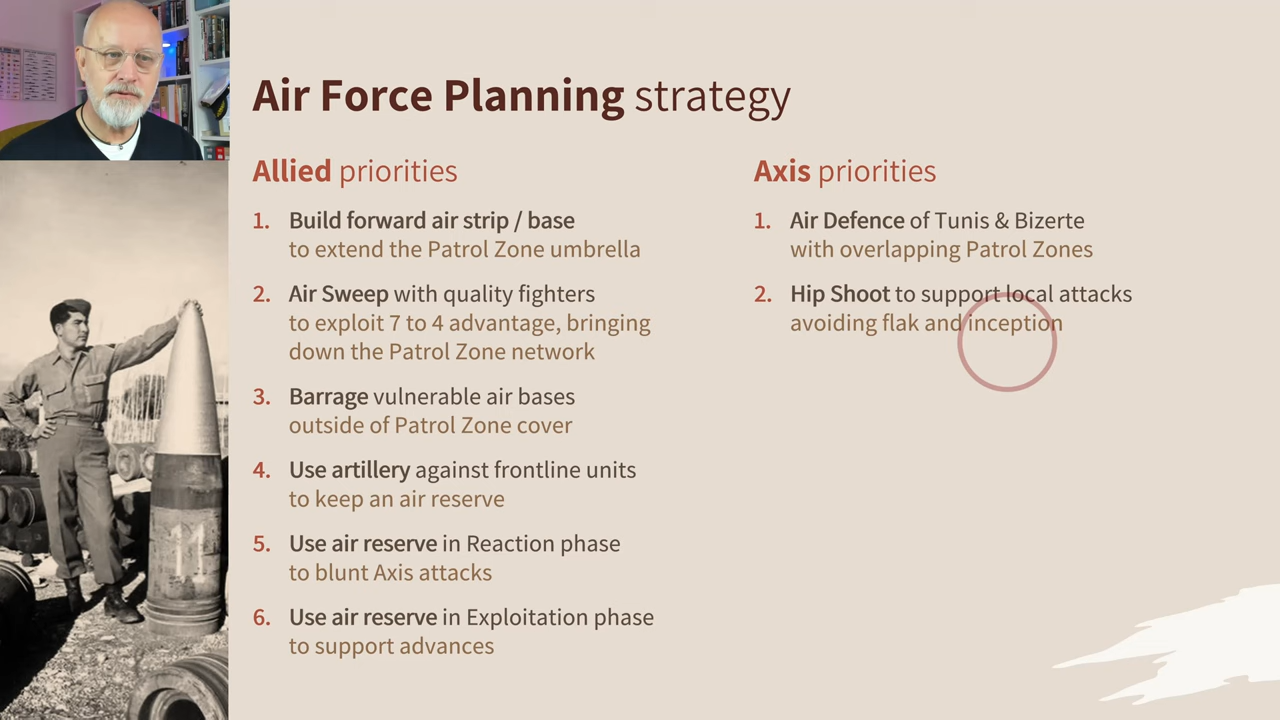 Air Force Planning strategy
Allied priorities
1. Build forward air strip / base
to extend the Patrol Zone umbrella
2. Air Sweep with quality fighters
to exploit 7 to 4 advantage, bringing
down the Patrol Zone network
3. Barrage vulnerable air bases
outside of Patrol Zone cover
4. Use artillery against frontline units
to keep an air reserve
5. Use air reserve in Reaction phase
to blunt Axis attacks
6. Use air reserve in Exploitation phase
to support advances
Axis priorities
1. Air Defence of Tunis & Bizerte
with overlapping Patrol Zones
2. Hip Shoot to support local attacks
avoiding flak and inception
11